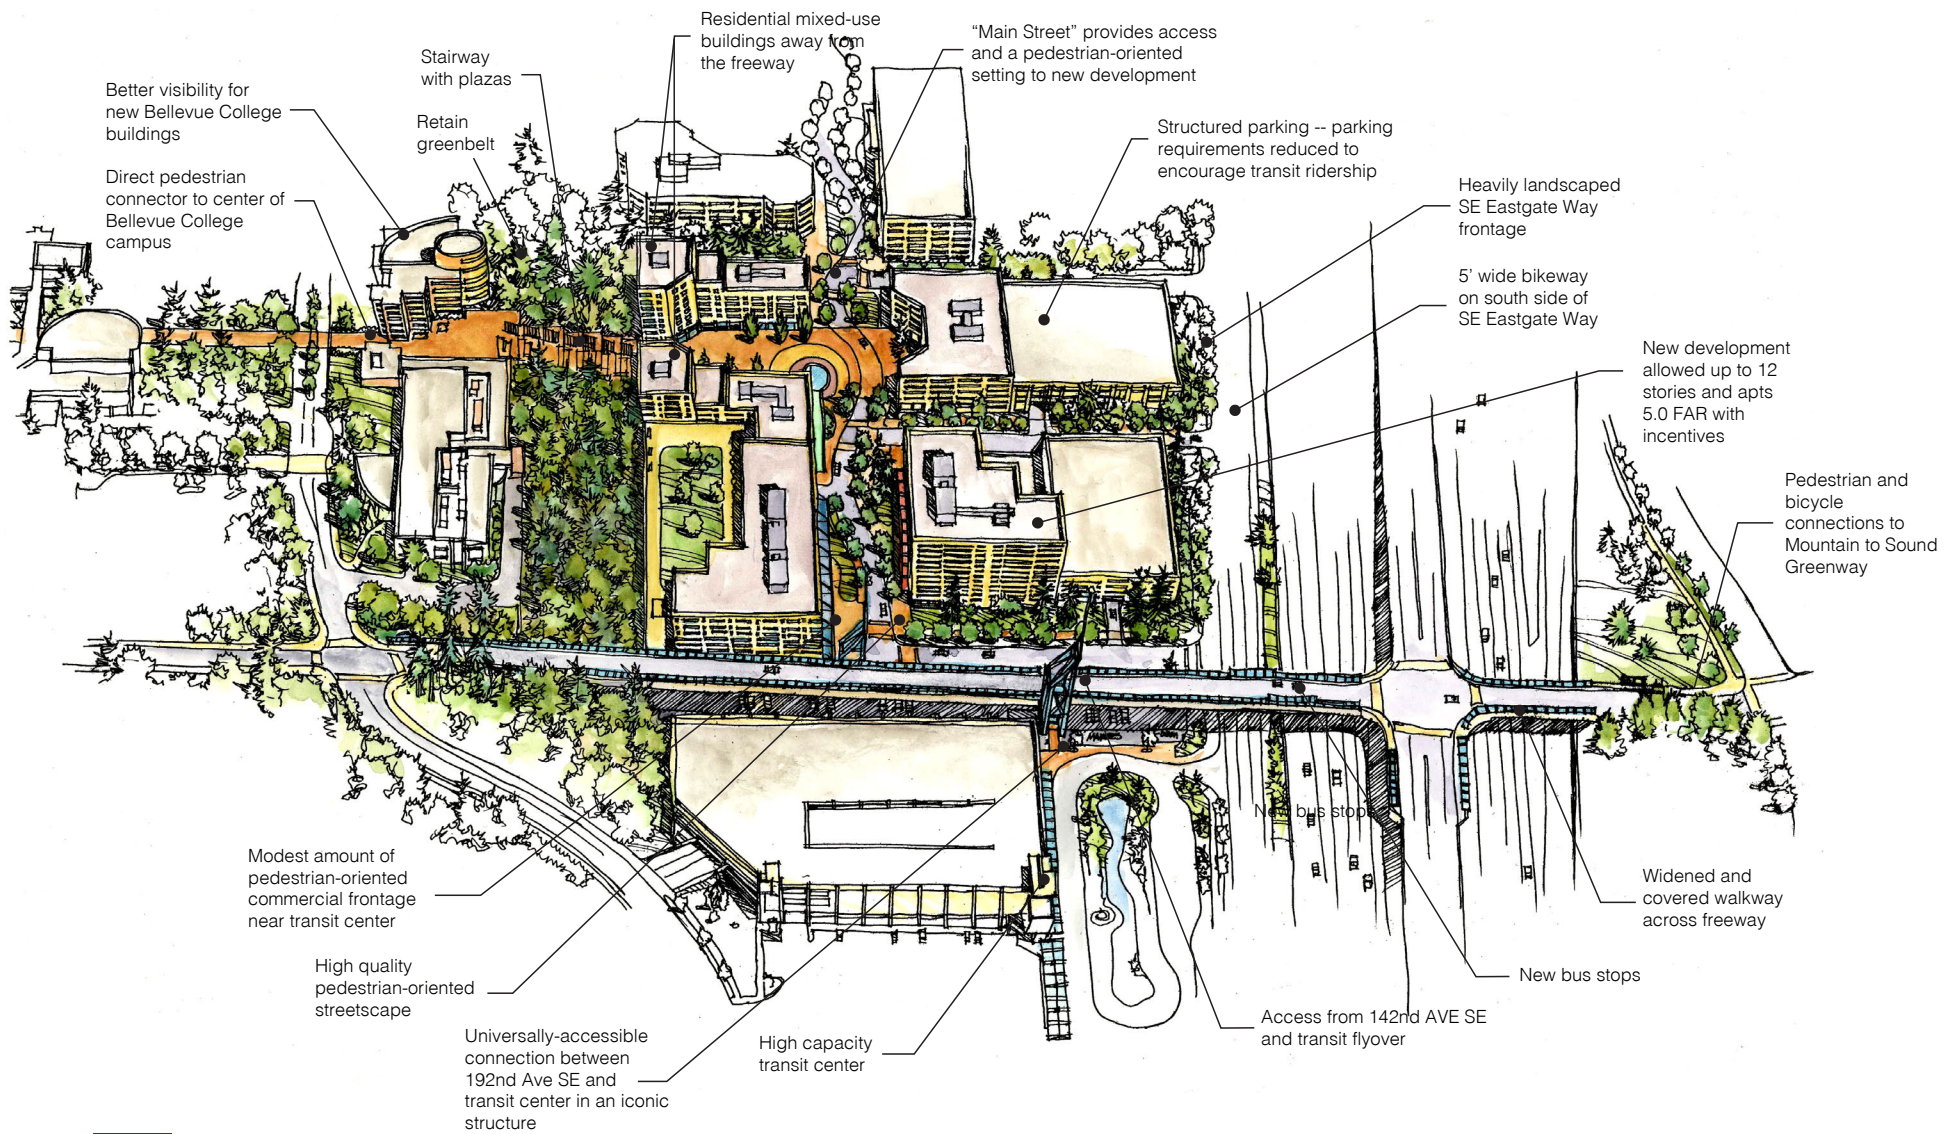 Residential mixed-use
buildings away from
the freeway
"Main Street" provides access
and a pedestrian-oriented
setting to new development
Stairway
with plazas
Better visibility for
new Bellevue College
buildings
Retain
greenbelt
Structured parking -- parking
requirements reduced to
encourage transit ridership
Direct pedestrian
connector to center of
Bellevue College
campus
Heavily landscaped
SE Eastgate Way
frontage
5' wide bikeway
on south side of
SE Eastgate Way
New development
allowed up to 12
stories and apts
5.0 FAR with
incentives
Pedestrian and
bicycle
connections to
Mountain to Sound
Greenway
New bus stops
Modest amount of
pedestrian-oriented
commercial frontage
near transit center
Widened and
covered walkway
across freeway
High quality
pedestrian-oriented
streetscape
New bus stops
Universally-accessible
connection between
192nd Ave SE and
transit center in an iconic
structure
High capacity
transit center
Access from 142nd AVE SE
and transit flyover